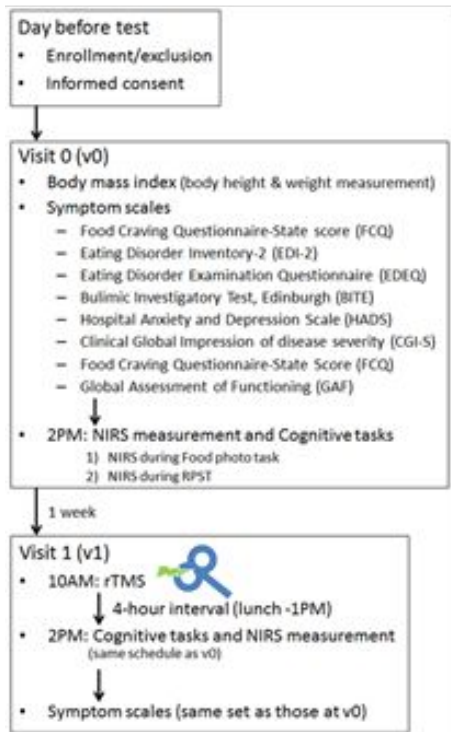 Day before test
• Enrollment/exclusion
• Informed consent
Visit 0 (v0)
• Body mass index (body height & weight measurement)
• Symptom scales
– Food Craving Questionnaire-State score (FCQ)
– Eating Disorder Inventory-2 (EDI-2)
– Eating Disorder Examination Questionnaire (EDEQ)
– Bulimic Investigatory Test, Edinburgh (BITE)
– Hospital Anxiety and Depression Scale (HADS)
– Clinical Global Impression of disease severity (CGI-S)
– Food Craving Questionnaire-State Score (FCQ)
– Global Assessment of Functioning (GAF)
• 2PM: NIRS measurement and Cognitive tasks
1) NIRS during Food photo task
2) NIRS during RPST
1 week
Visit 1 (v1)
• 10AM: rTMS
4-hour interval (lunch -1PM)
• 2PM: Cognitive tasks and NIRS measurement
(same schedule as v0)
• Symptom scales (same set as those at v0)